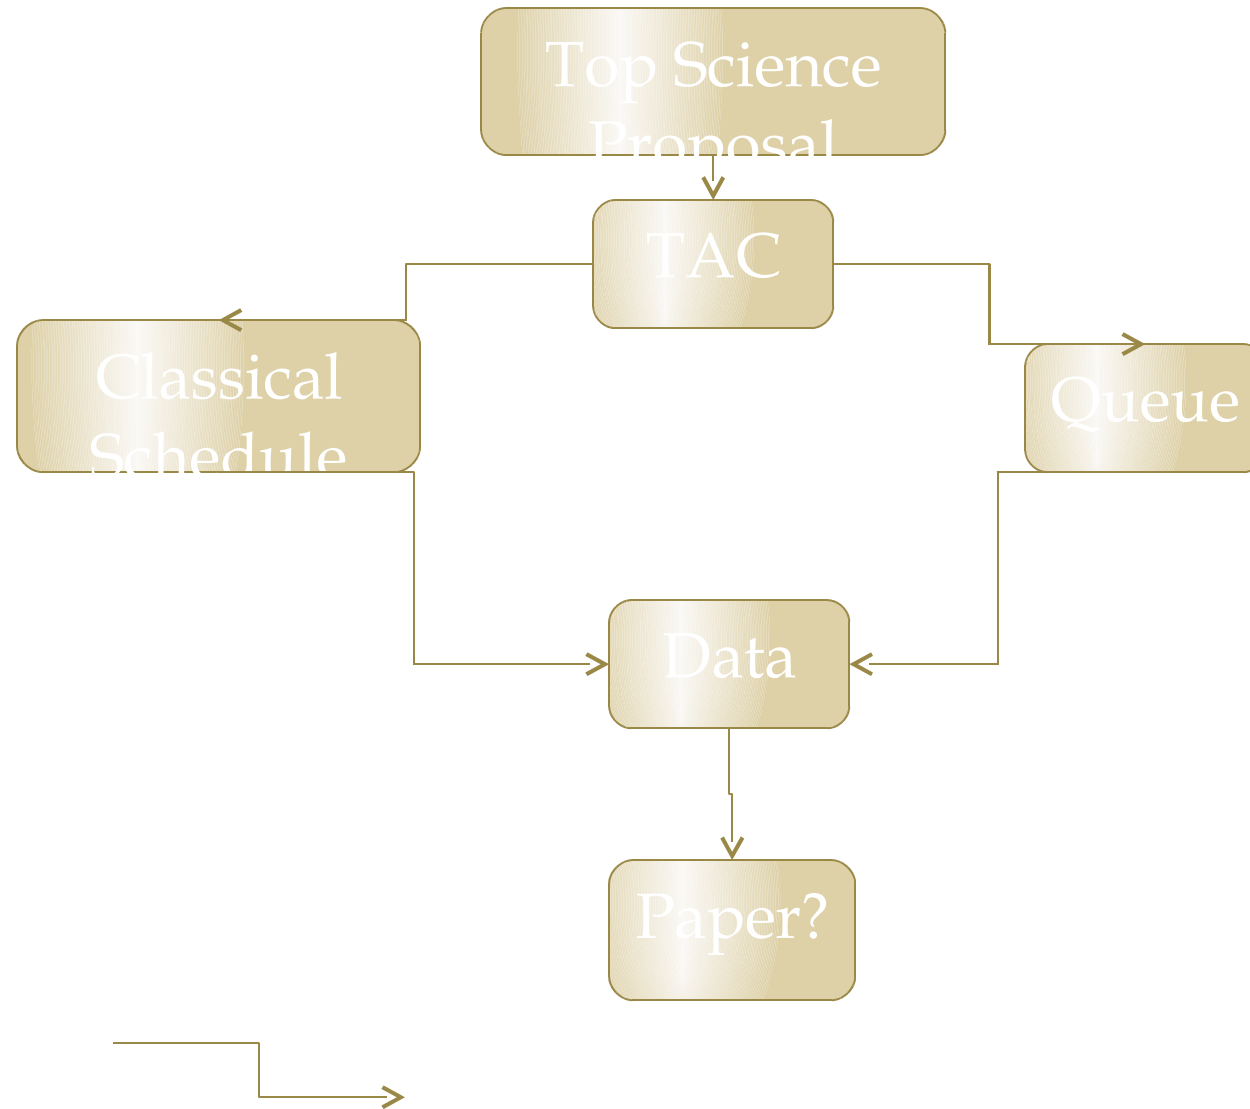 Top Science
Proposal
TAC
Classical
Schedule
Queue
Data
Paper?